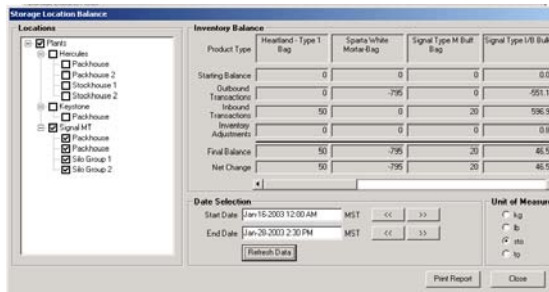 Storage Location Balance
Locations
Plants
Hercules
Packhouse
Packhouse 2
Stockhouse 1
Stockhouse 2
Keystone
Packhouse
Signal MT
Packhouse
Packhouse
Silo Group 1
Silo Group 2
Inventory Balance
Product Type
Heartland - Type 1 Bag
Sparta White Mortar-Bag
Signal Type M Buff Bag
Signal Type I/B Bulk
Starting Balance 0 0 0 0.0
Outbound Transactions 0 -795 0 -551.1
Inbound Transactions 50 0 20 596.9
Inventory Adjustments 0 0 0 0.0
Final Balance 50 -795 20 46.5
Net Change 50 -795 20 46.5
Date Selection
Start Date Jan-16-2003 12:00 AM MST << >>
End Date Jan-28-2003 2:30 PM MST << >>
Refresh Data
Unit of Measure
kg
lb
sto
to
Print Report Close